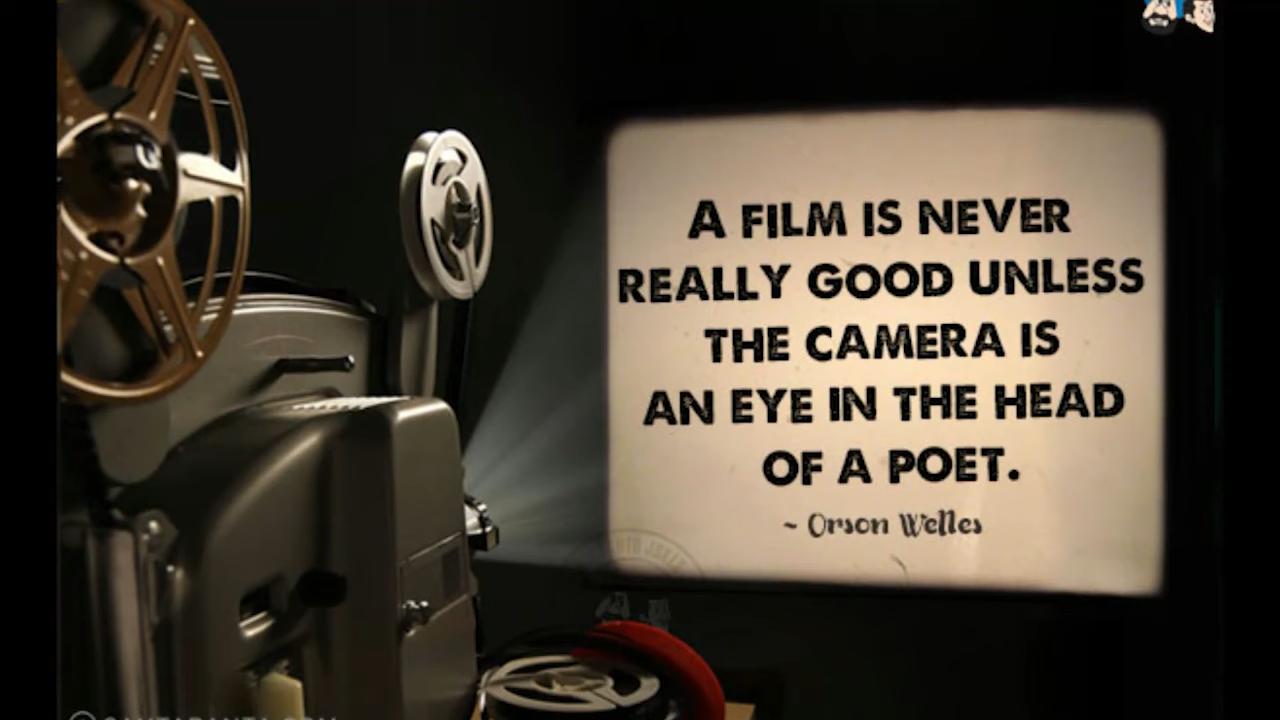 A FILM IS NEVER
REALLY GOOD UNLESS
THE CAMERA IS
AN EYE IN THE HEAD
OF A POET.
~ Orson Welles